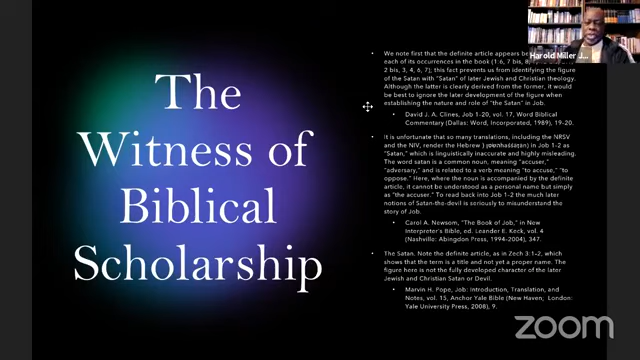 The
Witness of
Biblical
Scholarship
• We note first that the definite article appears be
each of its occurrences in the book (1:6, 7 bis, 8,
2 bis, 3, 4, 6, 7); this fact prevents us from identifying the figure
of the Satan with "Satan" of later Jewish and Christian theology.
Although the latter is clearly derived from the former, it would
be best to ignore the later development of the figure when
establishing the nature and role of "the Satan" in Job.
• David J. A. Clines, Job 1-20, vol. 17, Word Biblical
Commentary (Dallas: Word, Incorporated, 1989), 19-20.
• It is unfortunate that so many translations, including the NRSV
and the NIV, render the Hebrew in Job 1-2 as
"Satan," which is linguistically inaccurate and highly misleading.
The word satan is a common noun, meaning "accuser,"
"adversary," and is related to a verb meaning "to accuse," "to
oppose." Here, where the noun is accompanied by the definite
article, it cannot be understood as a personal name but simply
as "the accuser." To read back into Job 1-2 the much later
notions of Satan-the-devil is seriously to misunderstand the
story of Job.
• Carol A. Newsom, "The Book of Job," in New
Interpreter's Bible, ed. Leander E. Keck, vol. 4
(Nashville: Abingdon Press, 1994-2004), 347.
• The Satan. Note the definite article, as in Zech 3:1-2, which
shows that the term is a title and not yet a proper name. The
figure here is not the fully developed character of the later
Jewish and Christian Satan or Devil.
• Marvin H. Pope, Job: Introduction, Translation, and
Notes, vol. 15, Anchor Yale Bible (New Haven; London:
Yale University Press, 2008), 9.
Harold Miller J...
zoom